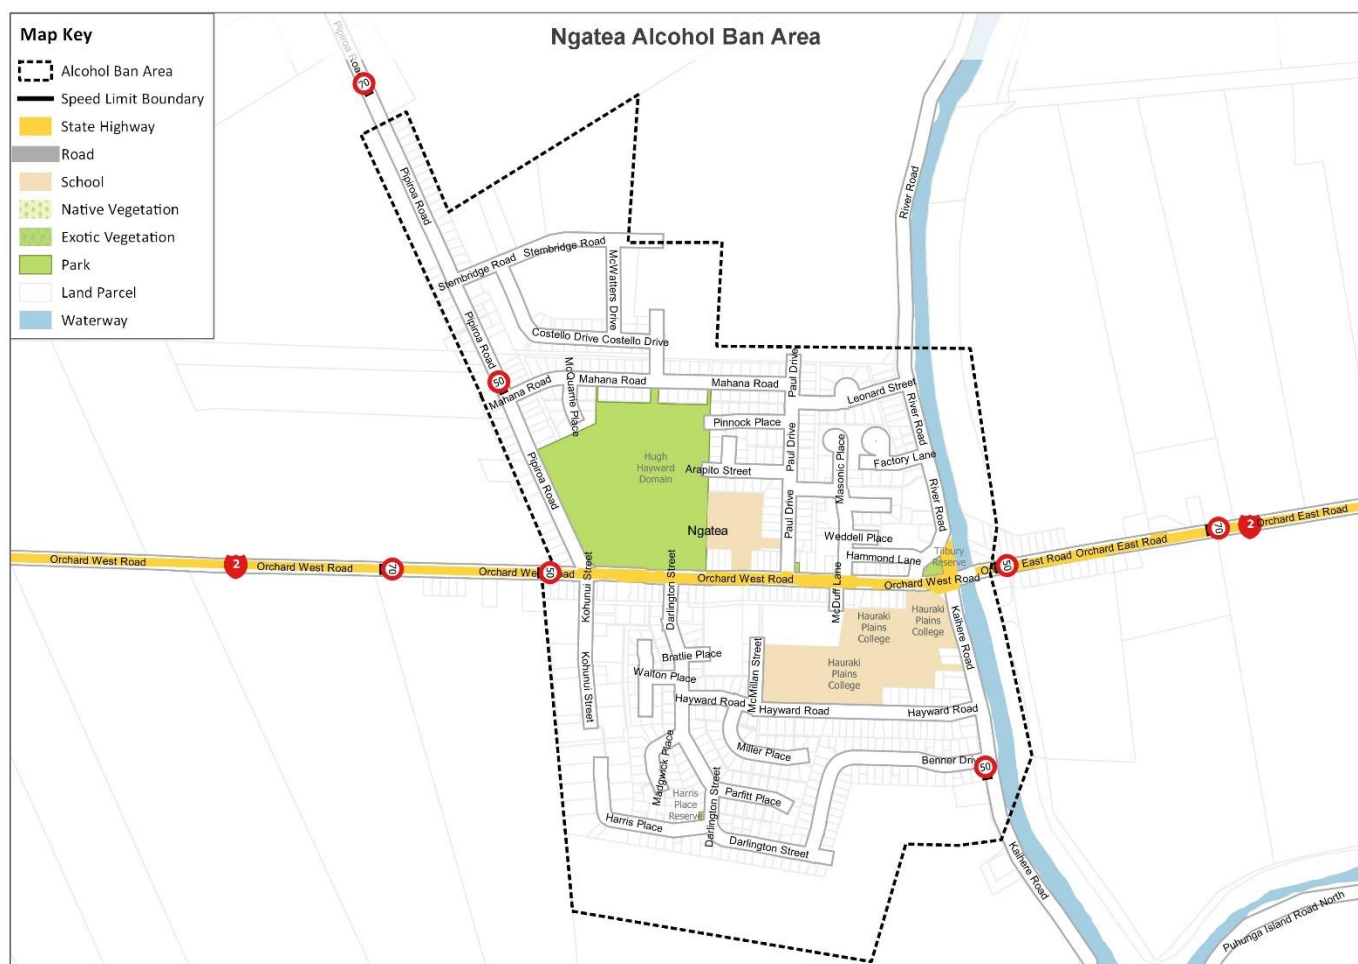 Ngatea Alcohol Ban Area
Map Key
Alcohol Ban Area
Speed Limit Boundary
State Highway
Road
School
Native Vegetation
Exotic Vegetation
Park
Land Parcel
Waterway
Pipiroa Road
70
Pipiroa Road
River Road
Stembridge Road
Stembridge Road
McWatters Drive
Pipiroa Road
Costello Drive
Costello Drive
50
Mahana Road
McQuarrie Place
Mahana Road
Mahana Road
Paul Drive
Leonard Street
River Road
Pinnock Place
Paul Drive
Masonic Place
Factory Lane
Hugh
Hayward
Domain
Arapito Street
Pipiroa Road
River Road
Paul Drive
Ngatea
Weddell Place
Hammond Lane
Tilbury
Reserve
Orchard West Road
2
Orchard West Road
70
Orchard West Road
50
Orchard West Road
Orchard West Road
50
East Road
Orchard East Road
70
2
Orchard East Road
Kohunui Street
Darlington Street
McDuff Lane
Kaihere Road
Hauraki
Plains
College
Hauraki
Plains
College
Hauraki
Plains
College
Bratlie Place
Walton Place
McMillan Street
Kohunui Street
Hayward Road
Hayward Road
Hayward Road
Miller Place
Madgwick Place
Benner Driv
50
Darlington Street
Parfitt Place
Harris
Place
Reserve
Harris Place
Darlington Street
Kaihere Road
Puhunga Island Road North